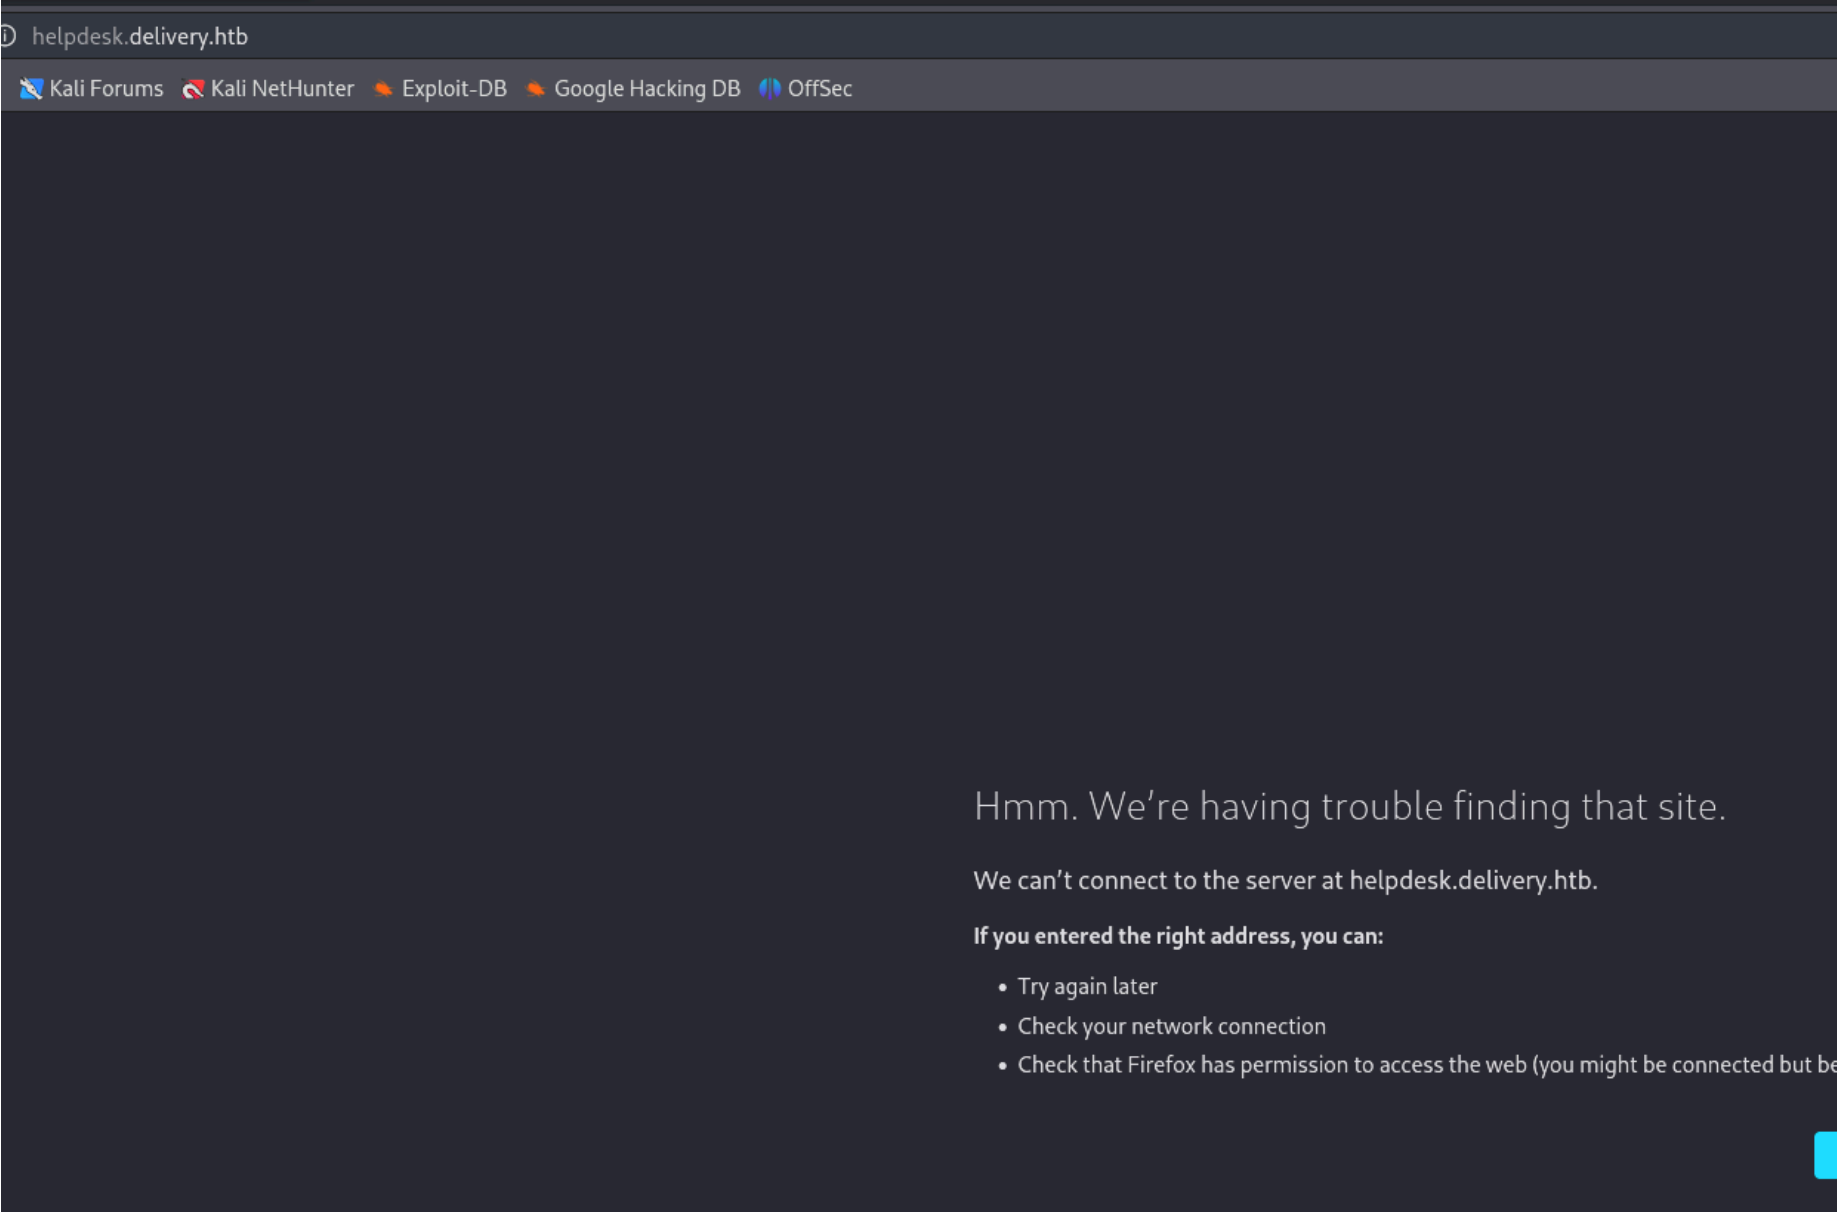 helpdesk.delivery.htb
Kali Forums Kali NetHunter Exploit-DB Google Hacking DB OffSec
Hmm. We're having trouble finding that site.
We can't connect to the server at helpdesk.delivery.htb.
If you entered the right address, you can:
• Try again later
• Check your network connection
• Check that Firefox has permission to access the web (you might be connected but be